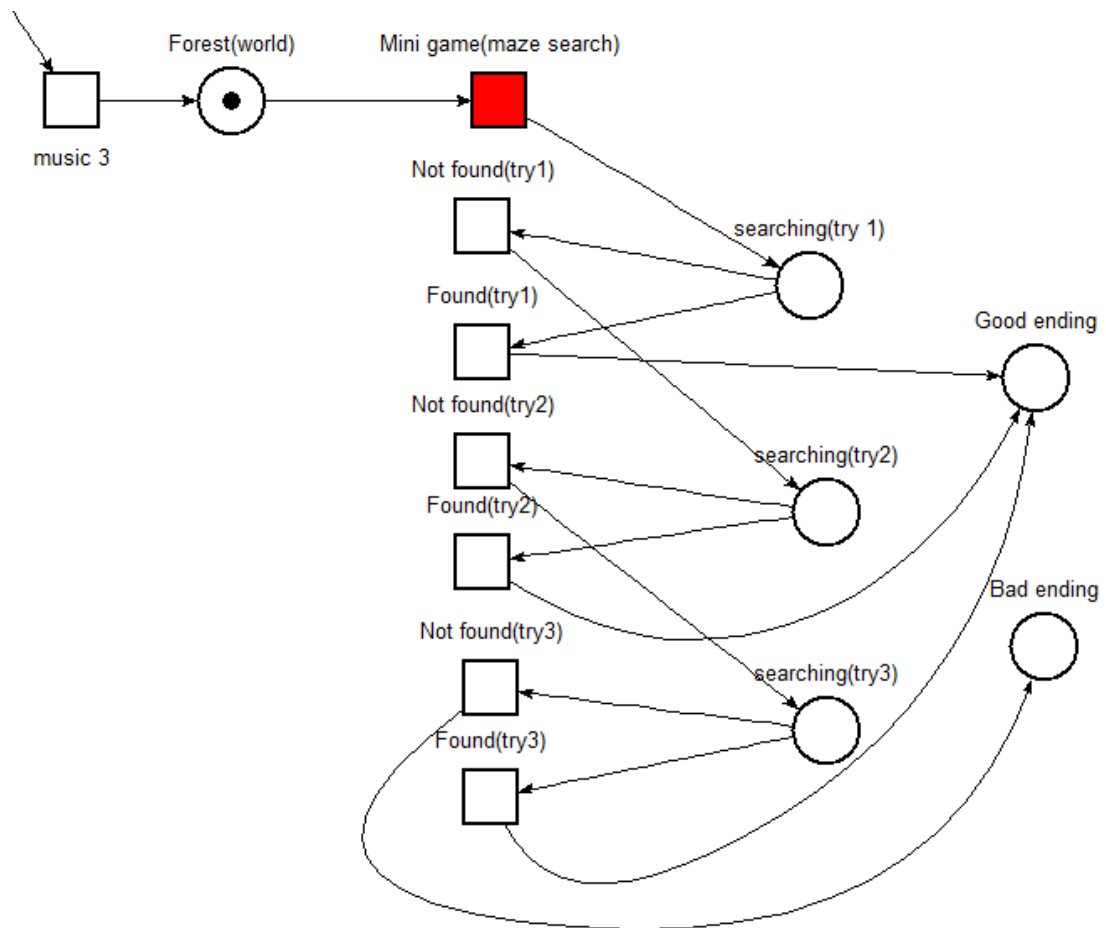 Forest(world)
Mini game(maze search)
music 3
Not found(try1)
searching(try 1)
Found(try1)
Good ending
Not found(try2)
searching(try2)
Found(try2)
Bad ending
Not found(try3)
searching(try3)
Found(try3)